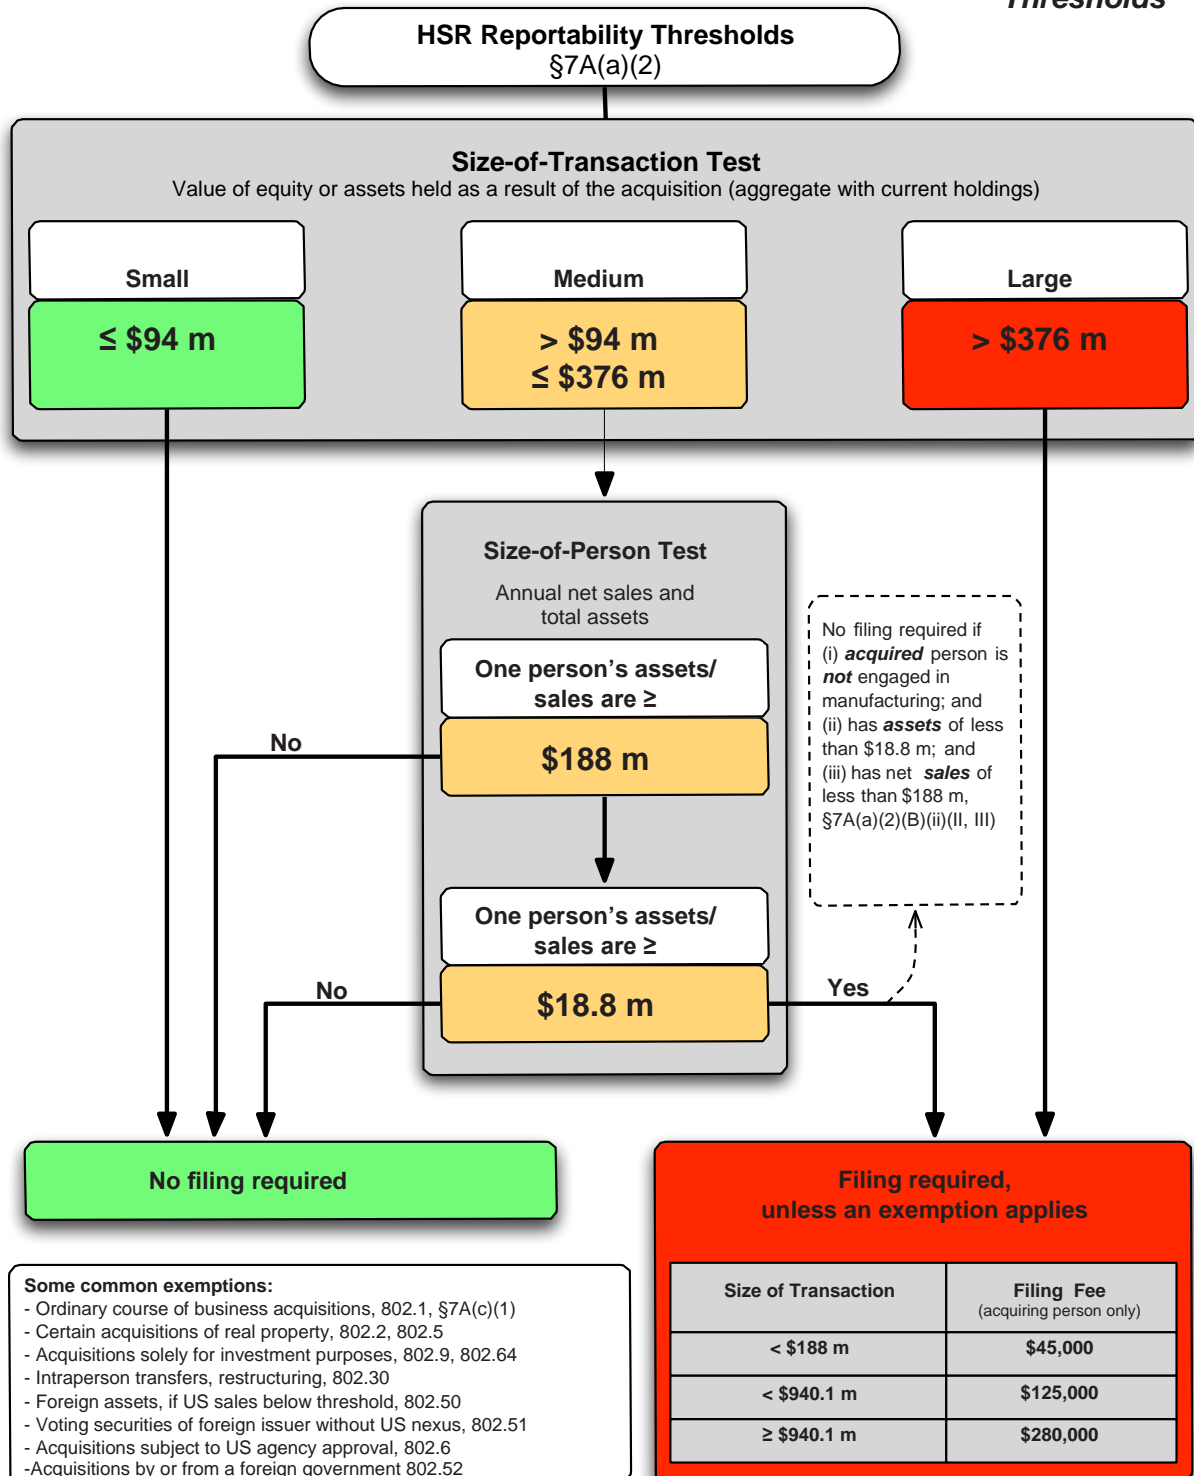 Thresholds
HSR Reportability Thresholds
§7A(a)(2)
Size-of-Transaction Test
Value of equity or assets held as a result of the acquisition (aggregate with current holdings)
Small
≤ $94 m
Medium
> $94 m
≤ $376 m
Large
> $376 m
Size-of-Person Test
Annual net sales and
total assets
One person’s assets/
sales are ≥
$188 m
No
One person’s assets/
sales are ≥
$18.8 m
No
Yes
No filing required if
(i) acquired person is
not engaged in
manufacturing; and
(ii) has assets of less
than $18.8 m; and
(iii) has net sales of
less than $188 m,
§7A(a)(2)(B)(ii)(II, III)
No filing required
Filing required,
unless an exemption applies
Size of Transaction
Filing Fee
(acquiring person only)
< $188 m
$45,000
< $940.1 m
$125,000
≥ $940.1 m
$280,000
Some common exemptions:
- Ordinary course of business acquisitions, 802.1, §7A(c)(1)
- Certain acquisitions of real property, 802.2, 802.5
- Acquisitions solely for investment purposes, 802.9, 802.64
- Intraperson transfers, restructuring, 802.30
- Foreign assets, if US sales below threshold, 802.50
- Voting securities of foreign issuer without US nexus, 802.51
- Acquisitions subject to US agency approval, 802.6
-Acquisitions by or from a foreign government 802.52